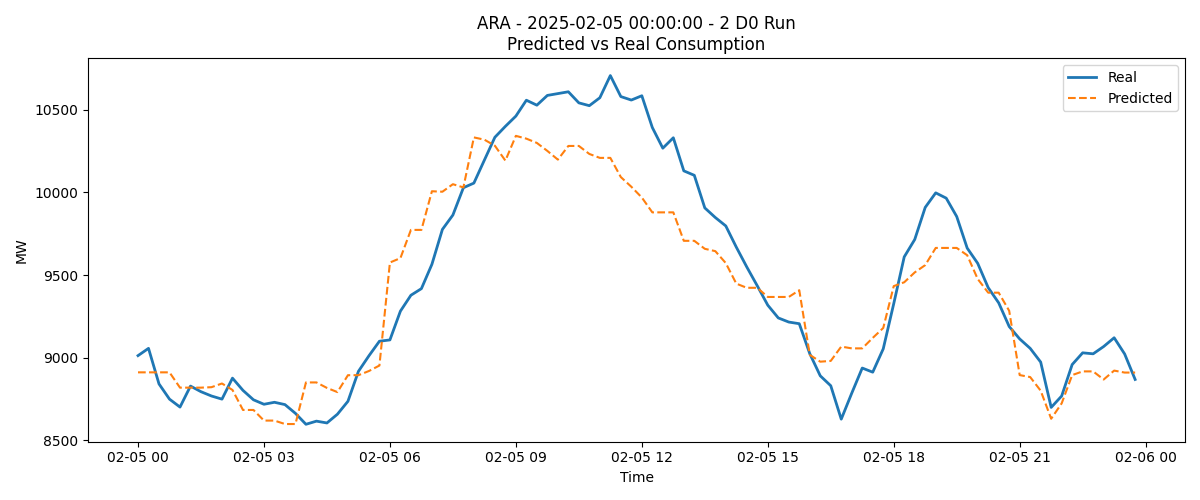 ARA - 2025-02-05 00:00:00 - 2 D0 Run
Predicted vs Real Consumption
Real
Predicted
MW
10500
10000
9500
9000
8500
02-05 00
02-05 03
02-05 06
02-05 09
02-05 12
02-05 15
02-05 18
02-05 21
02-06 00
Time